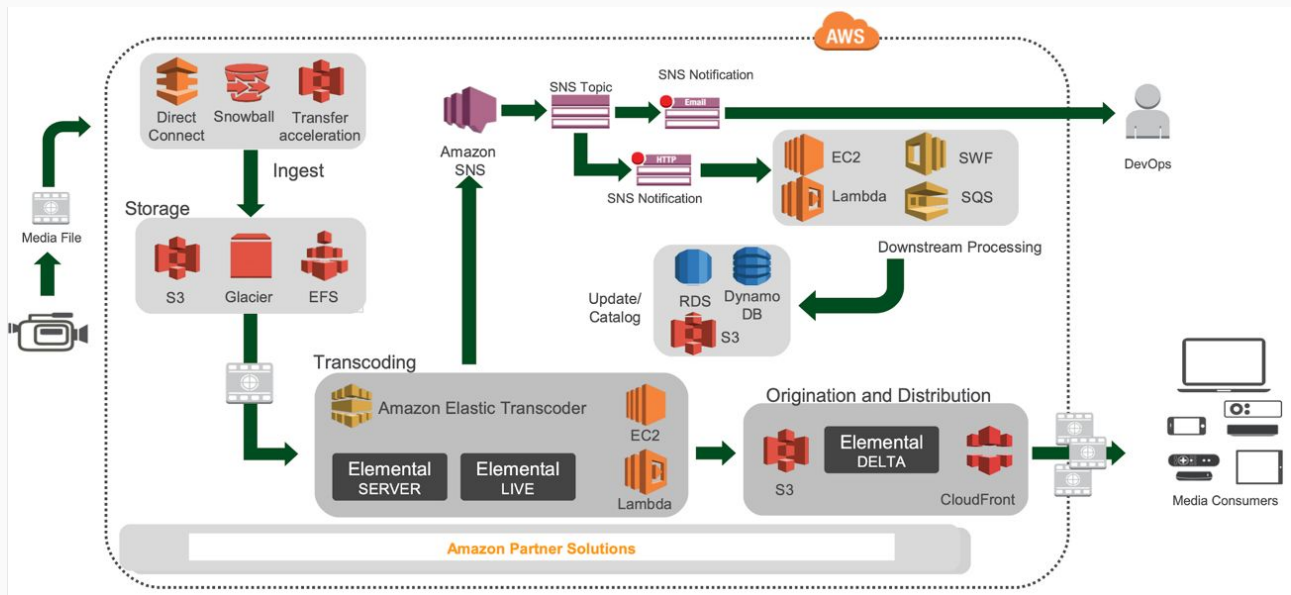 AWS
Direct
Connect
Snowball
Transfer
acceleration
Ingest
Media File
Storage
S3
Glacier
EFS
Amazon
SNS
SNS Topic
SNS Notification
Email
HTTP
SNS Notification
DevOps
EC2
SWF
Lambda
SQS
Downstream Processing
Update/
Catalog
RDS
Dynamo
DB
S3
Transcoding
Amazon Elastic Transcoder
EC2
Elemental
SERVER
Elemental
LIVE
Lambda
Origination and Distribution
S3
Elemental
DELTA
CloudFront
Media Consumers
Amazon Partner Solutions